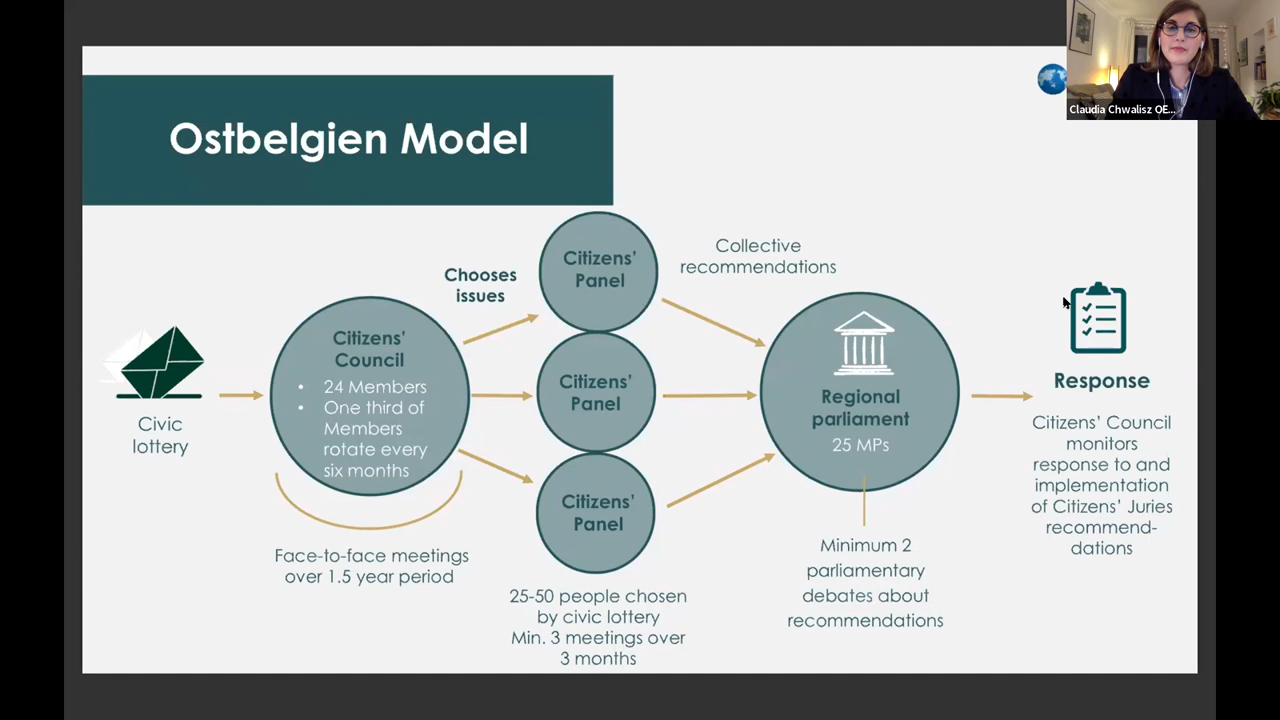 Claudia Chwalisz OE...
Ostbelgien Model
Civic
lottery
Citizens'
Council
• 24 Members
• One third of
Members
rotate every
six months
Face-to-face meetings
over 1.5 year period
Chooses
issues
Citizens'
Panel
Citizens'
Panel
Citizens'
Panel
25-50 people chosen
by civic lottery
Min. 3 meetings over
3 months
Collective
recommendations
Regional
parliament
25 MPs
Minimum 2
parliamentary
debates about
recommendations
Response
Citizens' Council
monitors
response to and
implementation
of Citizens' Juries
recommend-
dations